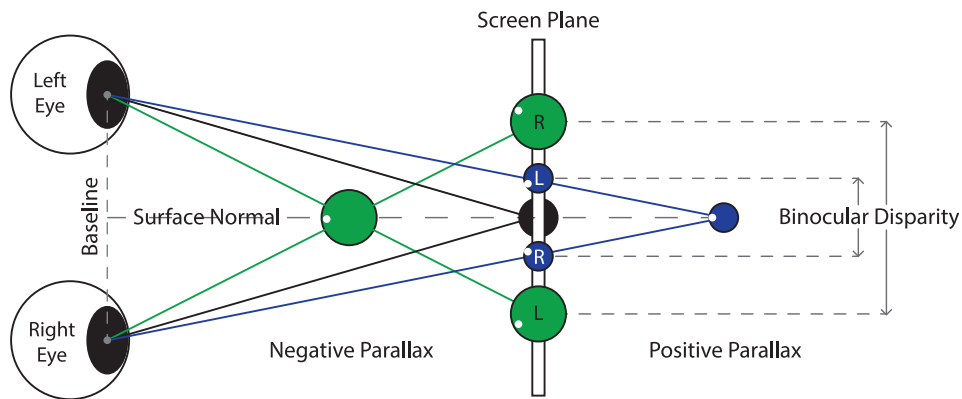 Screen Plane
Left
Eye
R
L
Baseline
Surface Normal
Binocular Disparity
R
L
Right
Eye
Negative Parallax
Positive Parallax